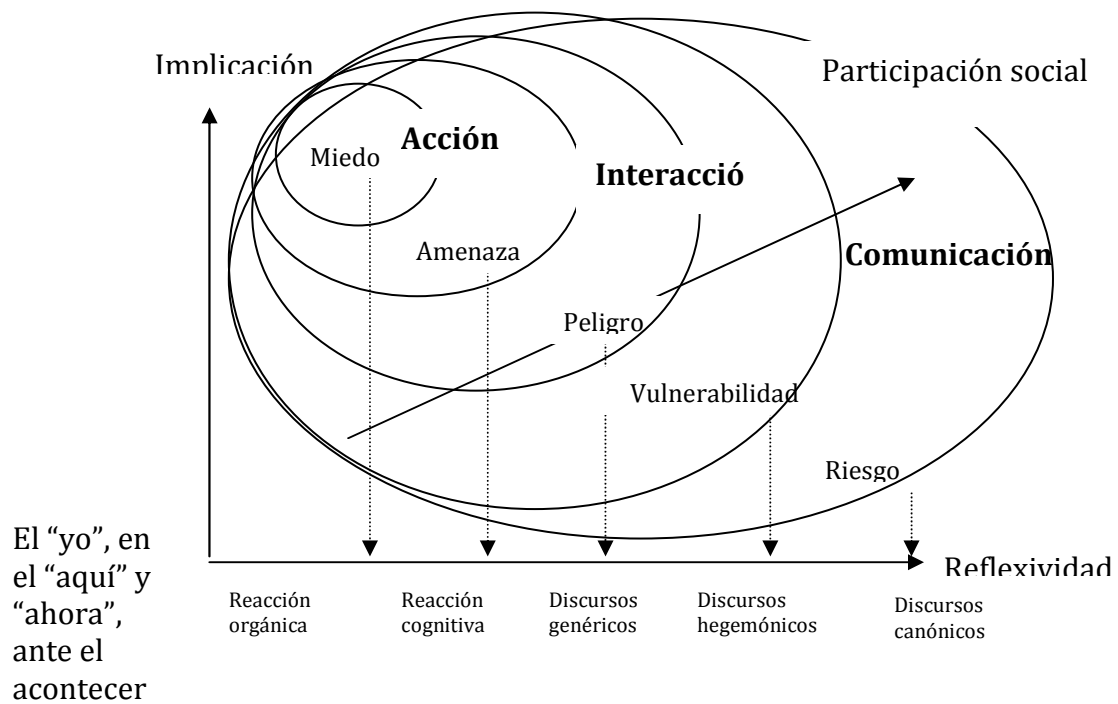 Implicación
Participación social
Acción
Miedo
Interacció
Amenaza
Comunicación
Peligro
Vulnerabilidad
Riesgo
El “yo”, en
el “aquí” y
“ahora”,
ante el
acontecer
Reflexividad
Reacción
orgánica
Reacción
cognitiva
Discursos
genéricos
Discursos
hegemónicos
Discursos
canónicos